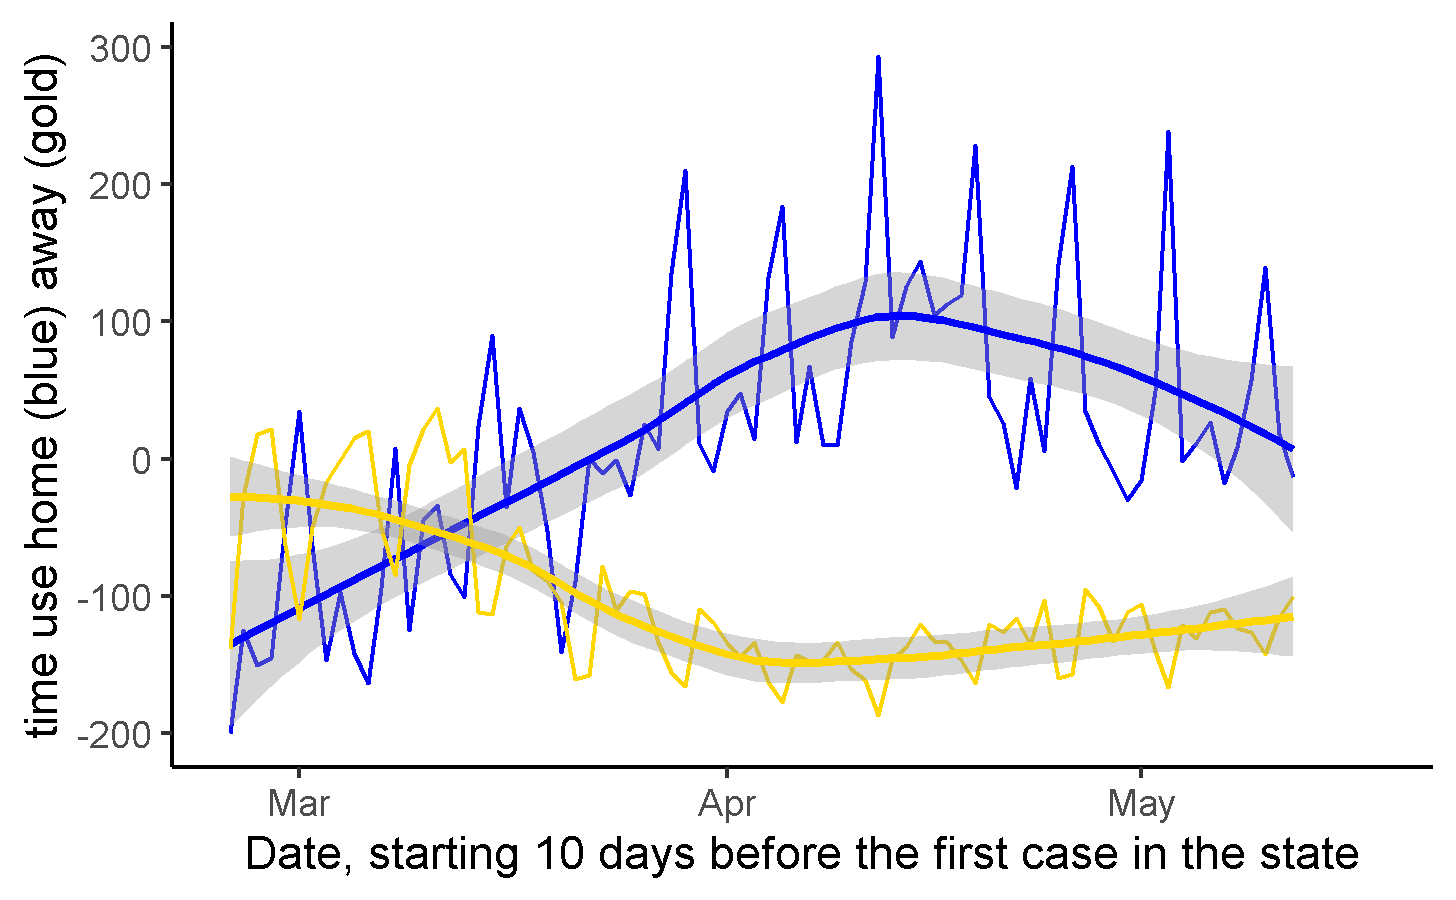 time use home (blue) away (gold)
300
200
100
0
-100
-200
Mar Apr May
Date, starting 10 days before the first case in the state